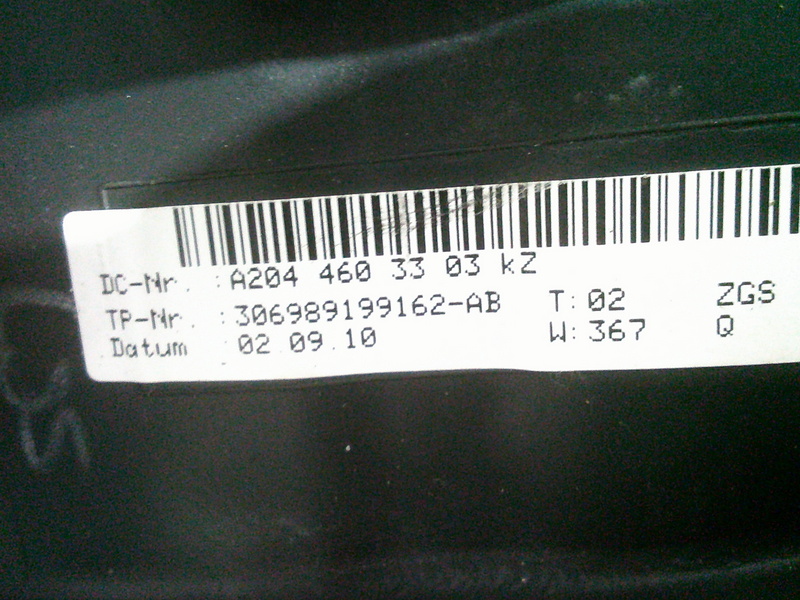 DC-Nr. : A204 460 33 03 kZ
TP-Nr. : 306989199162-AB T: 02 ZGS
Datum : 02.09.10 W: 367 Q